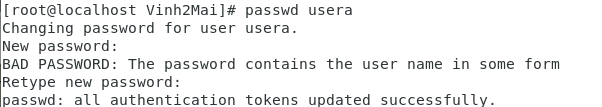 [root@localhost Vinh2Mai]# passwd usera
Changing password for user usera.
New password:
BAD PASSWORD: The password contains the user name in some form
Retype new password:
passwd: all authentication tokens updated successfully.